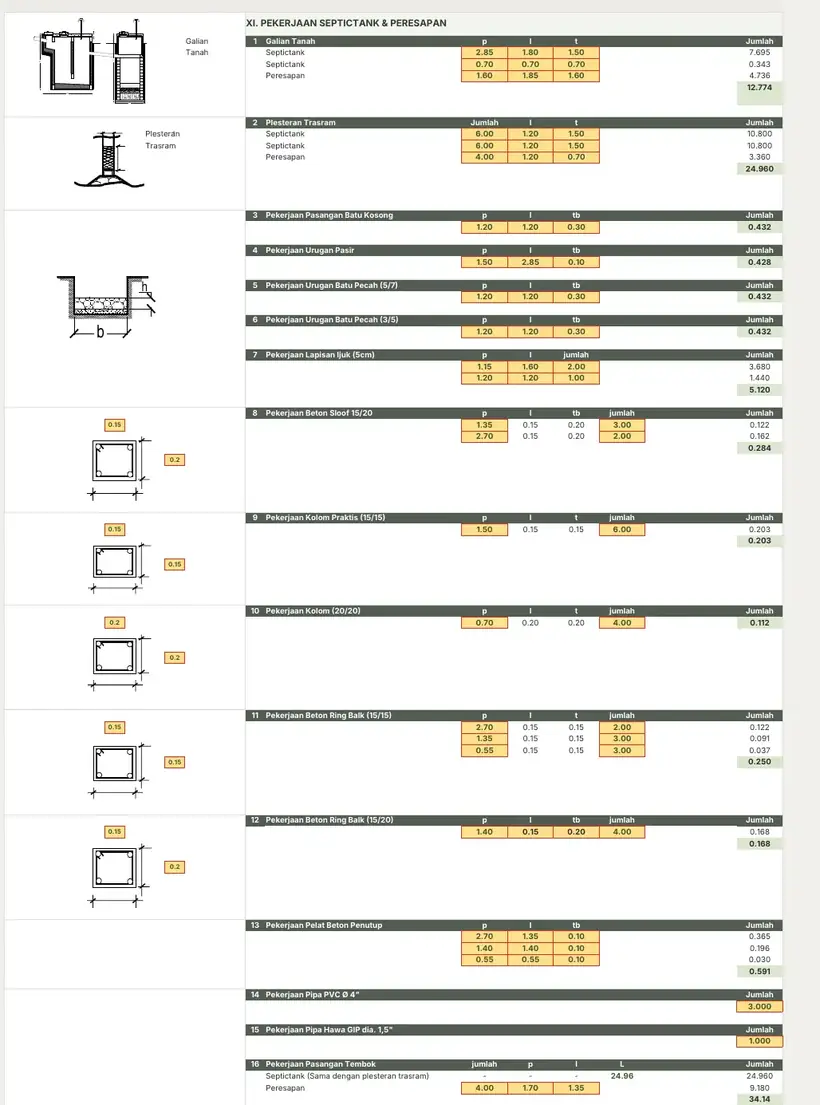 XI. PEKERJAAN SEPTICTANK & PERESAPAN
Galian
Tanah
1 Galian Tanah p l t Jumlah
Septictank 2.85 1.80 1.50 7.695
Septictank 0.70 0.70 0.70 0.343
Peresapan 1.60 1.85 1.60 4.736
12.774
Plesteran
Trasram
2 Plesteran Trasram Jumlah l t Jumlah
Septictank 6.00 1.20 1.50 10.800
Septictank 6.00 1.20 1.50 10.800
Peresapan 4.00 1.20 0.70 3.360
24.960
h
b
3 Pekerjaan Pasangan Batu Kosong p l tb Jumlah
1.20 1.20 0.30 0.432
4 Pekerjaan Urugan Pasir p l tb Jumlah
1.50 2.85 0.10 0.428
5 Pekerjaan Urugan Batu Pecah (5/7) p l tb Jumlah
1.20 1.20 0.30 0.432
6 Pekerjaan Urugan Batu Pecah (3/5) p l tb Jumlah
1.20 1.20 0.30 0.432
7 Pekerjaan Lapisan Ijuk (5cm) p l jumlah Jumlah
1.15 1.60 2.00 3.680
1.20 1.20 1.00 1.440
5.120
0.15
0.2
8 Pekerjaan Beton Sloof 15/20 p l tb jumlah Jumlah
1.35 0.15 0.20 3.00 0.122
2.70 0.15 0.20 2.00 0.162
0.284
0.15
0.15
9 Pekerjaan Kolom Praktis (15/15) p l t jumlah Jumlah
1.50 0.15 0.15 6.00 0.203
0.203
0.2
0.2
10 Pekerjaan Kolom (20/20) p l t jumlah Jumlah
0.70 0.20 0.20 4.00 0.112
0.15
0.15
11 Pekerjaan Beton Ring Balk (15/15) p l t jumlah Jumlah
2.70 0.15 0.15 2.00 0.122
1.35 0.15 0.15 3.00 0.091
0.55 0.15 0.15 3.00 0.037
0.250
0.15
0.2
12 Pekerjaan Beton Ring Balk (15/20) p l tb jumlah Jumlah
1.40 0.15 0.20 4.00 0.168
0.168
13 Pekerjaan Pelat Beton Penutup p l tb Jumlah
2.70 1.35 0.10 0.365
1.40 1.40 0.10 0.196
0.55 0.55 0.10 0.030
0.591
14 Pekerjaan Pipa PVC Ø 4" Jumlah
3.000
15 Pekerjaan Pipa Hawa GIP dia. 1,5" Jumlah
1.000
16 Pekerjaan Pasangan Tembok jumlah p l L Jumlah
Septictank (Sama dengan plesteran trasram) - - - 24.96 24.960
Peresapan 4.00 1.70 1.35 9.180
34.14